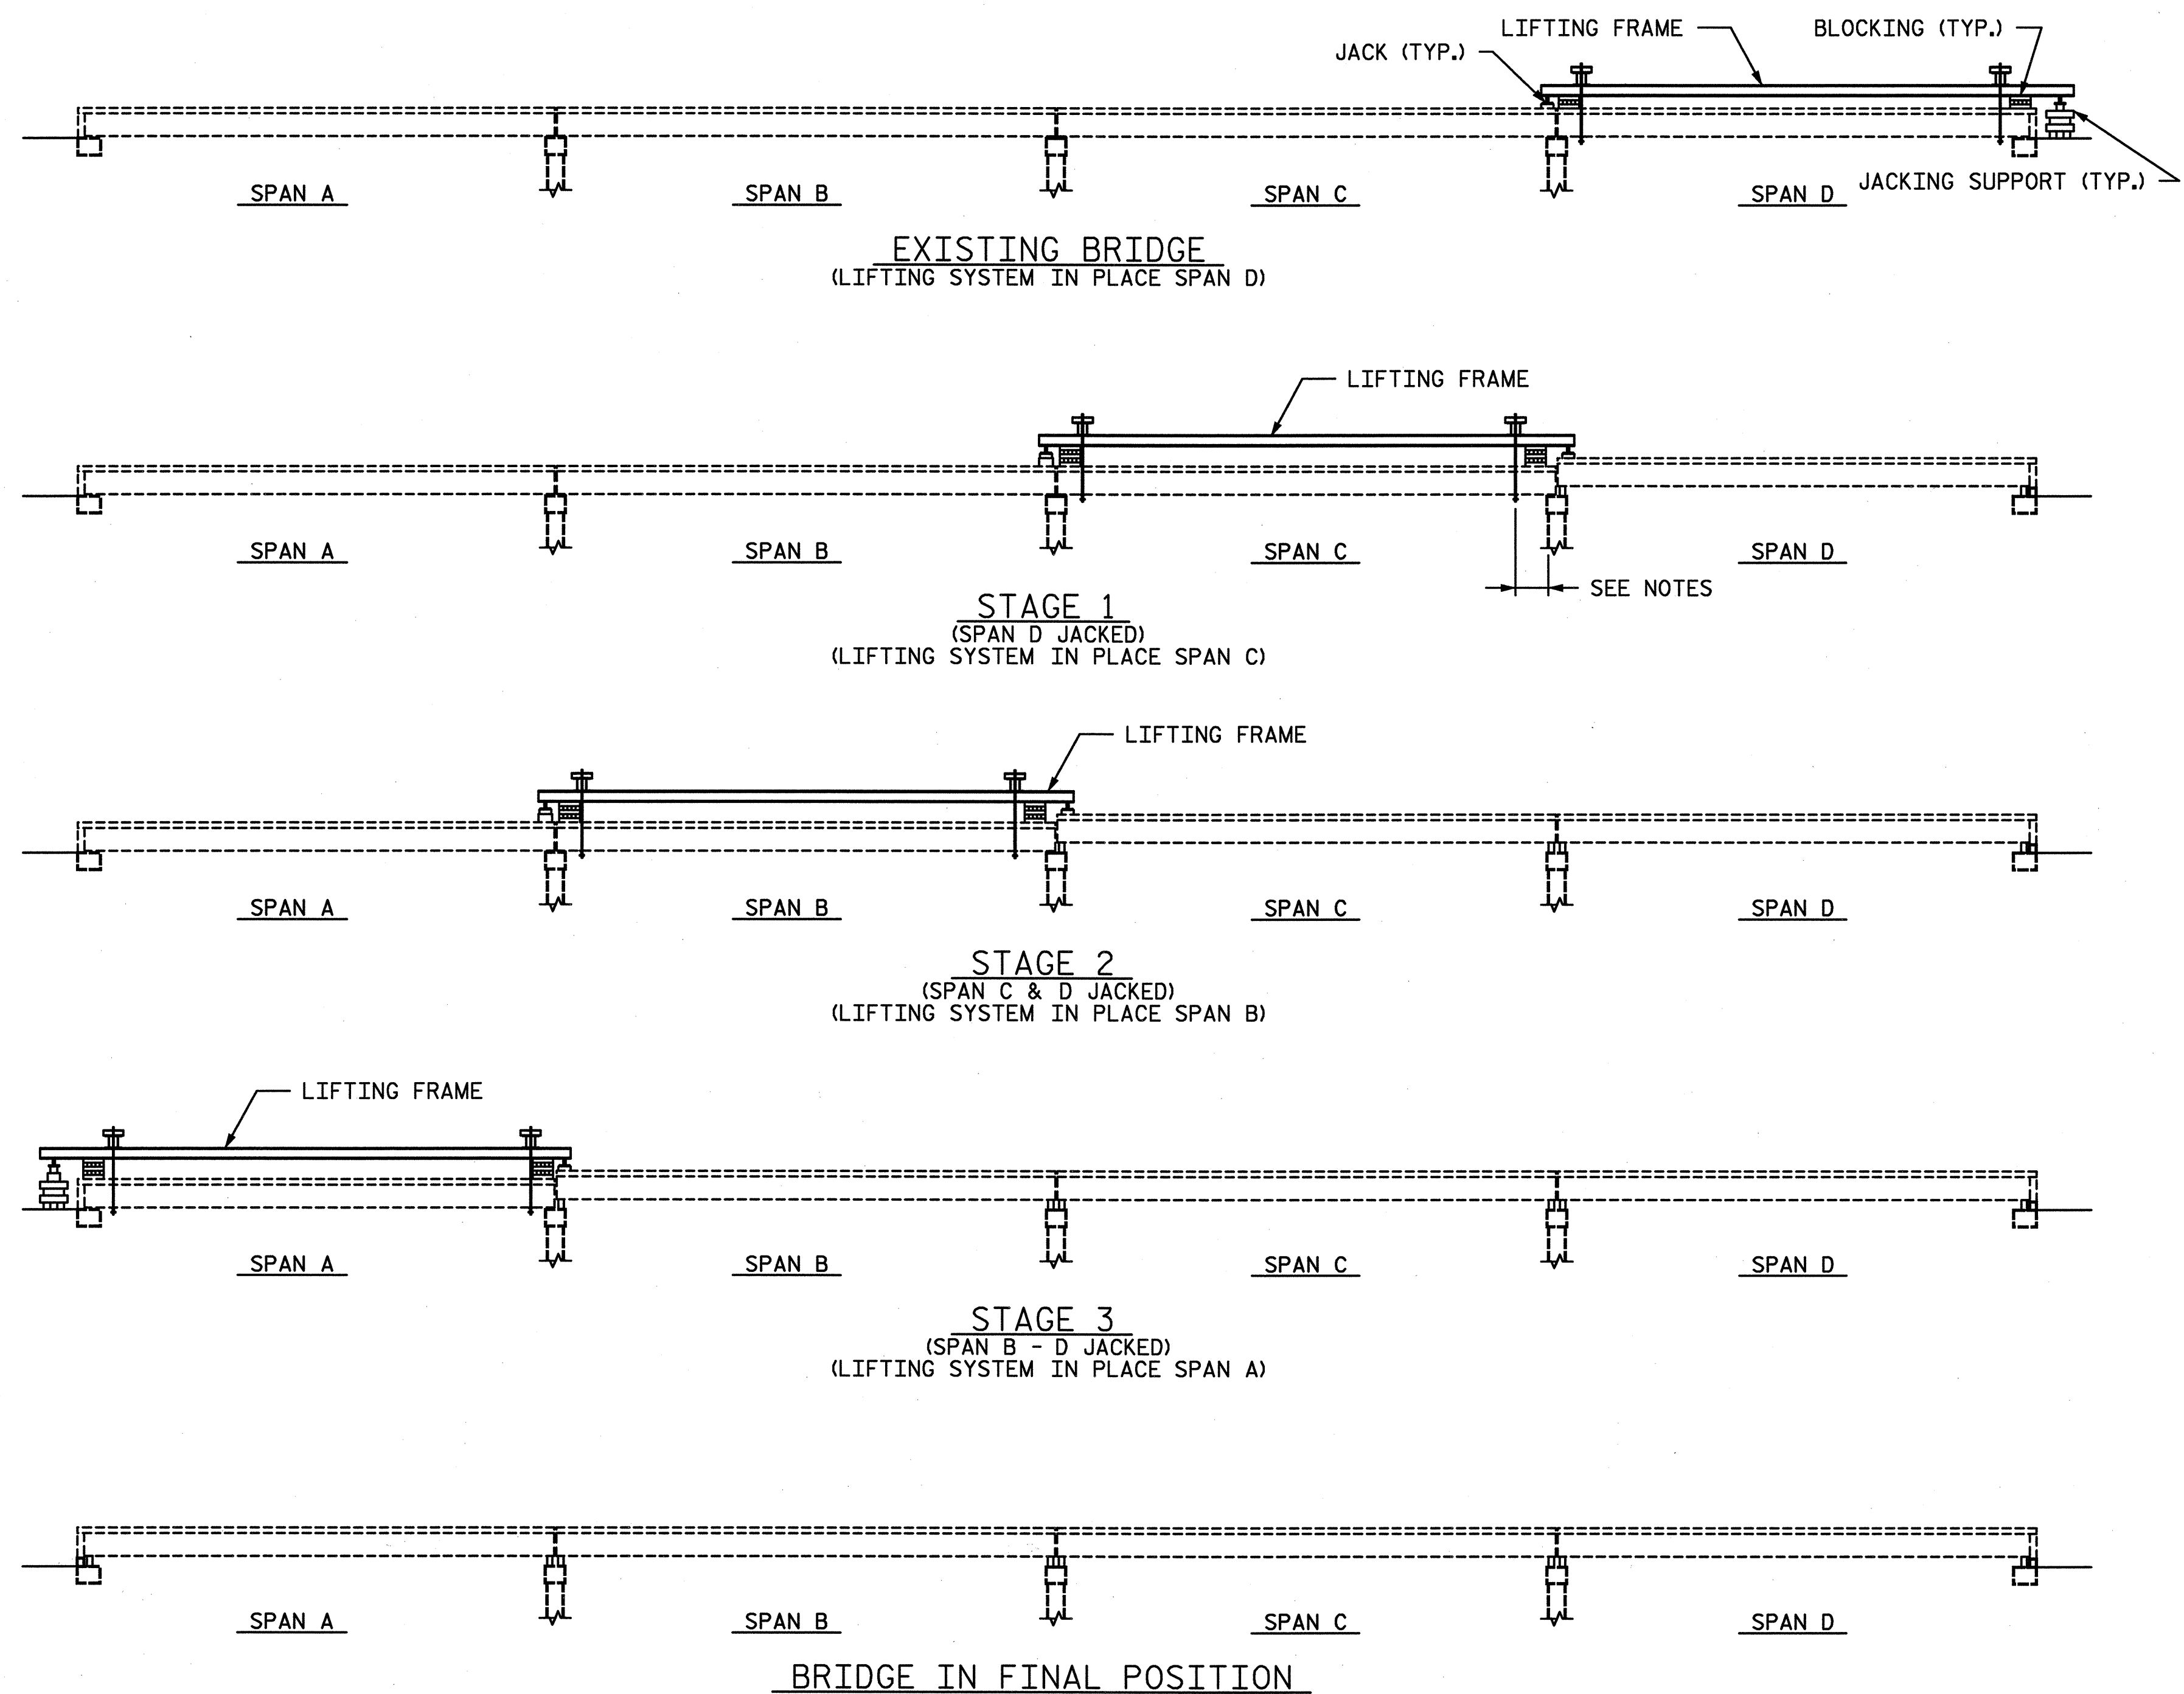 LIFTING FRAME
BLOCKING (TYP.)
JACK (TYP.)
JACKING SUPPORT (TYP.)
SPAN A
SPAN B
SPAN C
SPAN D
EXISTING BRIDGE
(LIFTING SYSTEM IN PLACE SPAN D)
LIFTING FRAME
SPAN A
SPAN B
SPAN C
SPAN D
SEE NOTES
STAGE 1
(SPAN D JACKED)
(LIFTING SYSTEM IN PLACE SPAN C)
LIFTING FRAME
SPAN A
SPAN B
SPAN C
SPAN D
STAGE 2
(SPAN C & D JACKED)
(LIFTING SYSTEM IN PLACE SPAN B)
LIFTING FRAME
SPAN A
SPAN B
SPAN C
SPAN D
STAGE 3
(SPAN B - D JACKED)
(LIFTING SYSTEM IN PLACE SPAN A)
SPAN A
SPAN B
SPAN C
SPAN D
BRIDGE IN FINAL POSITION